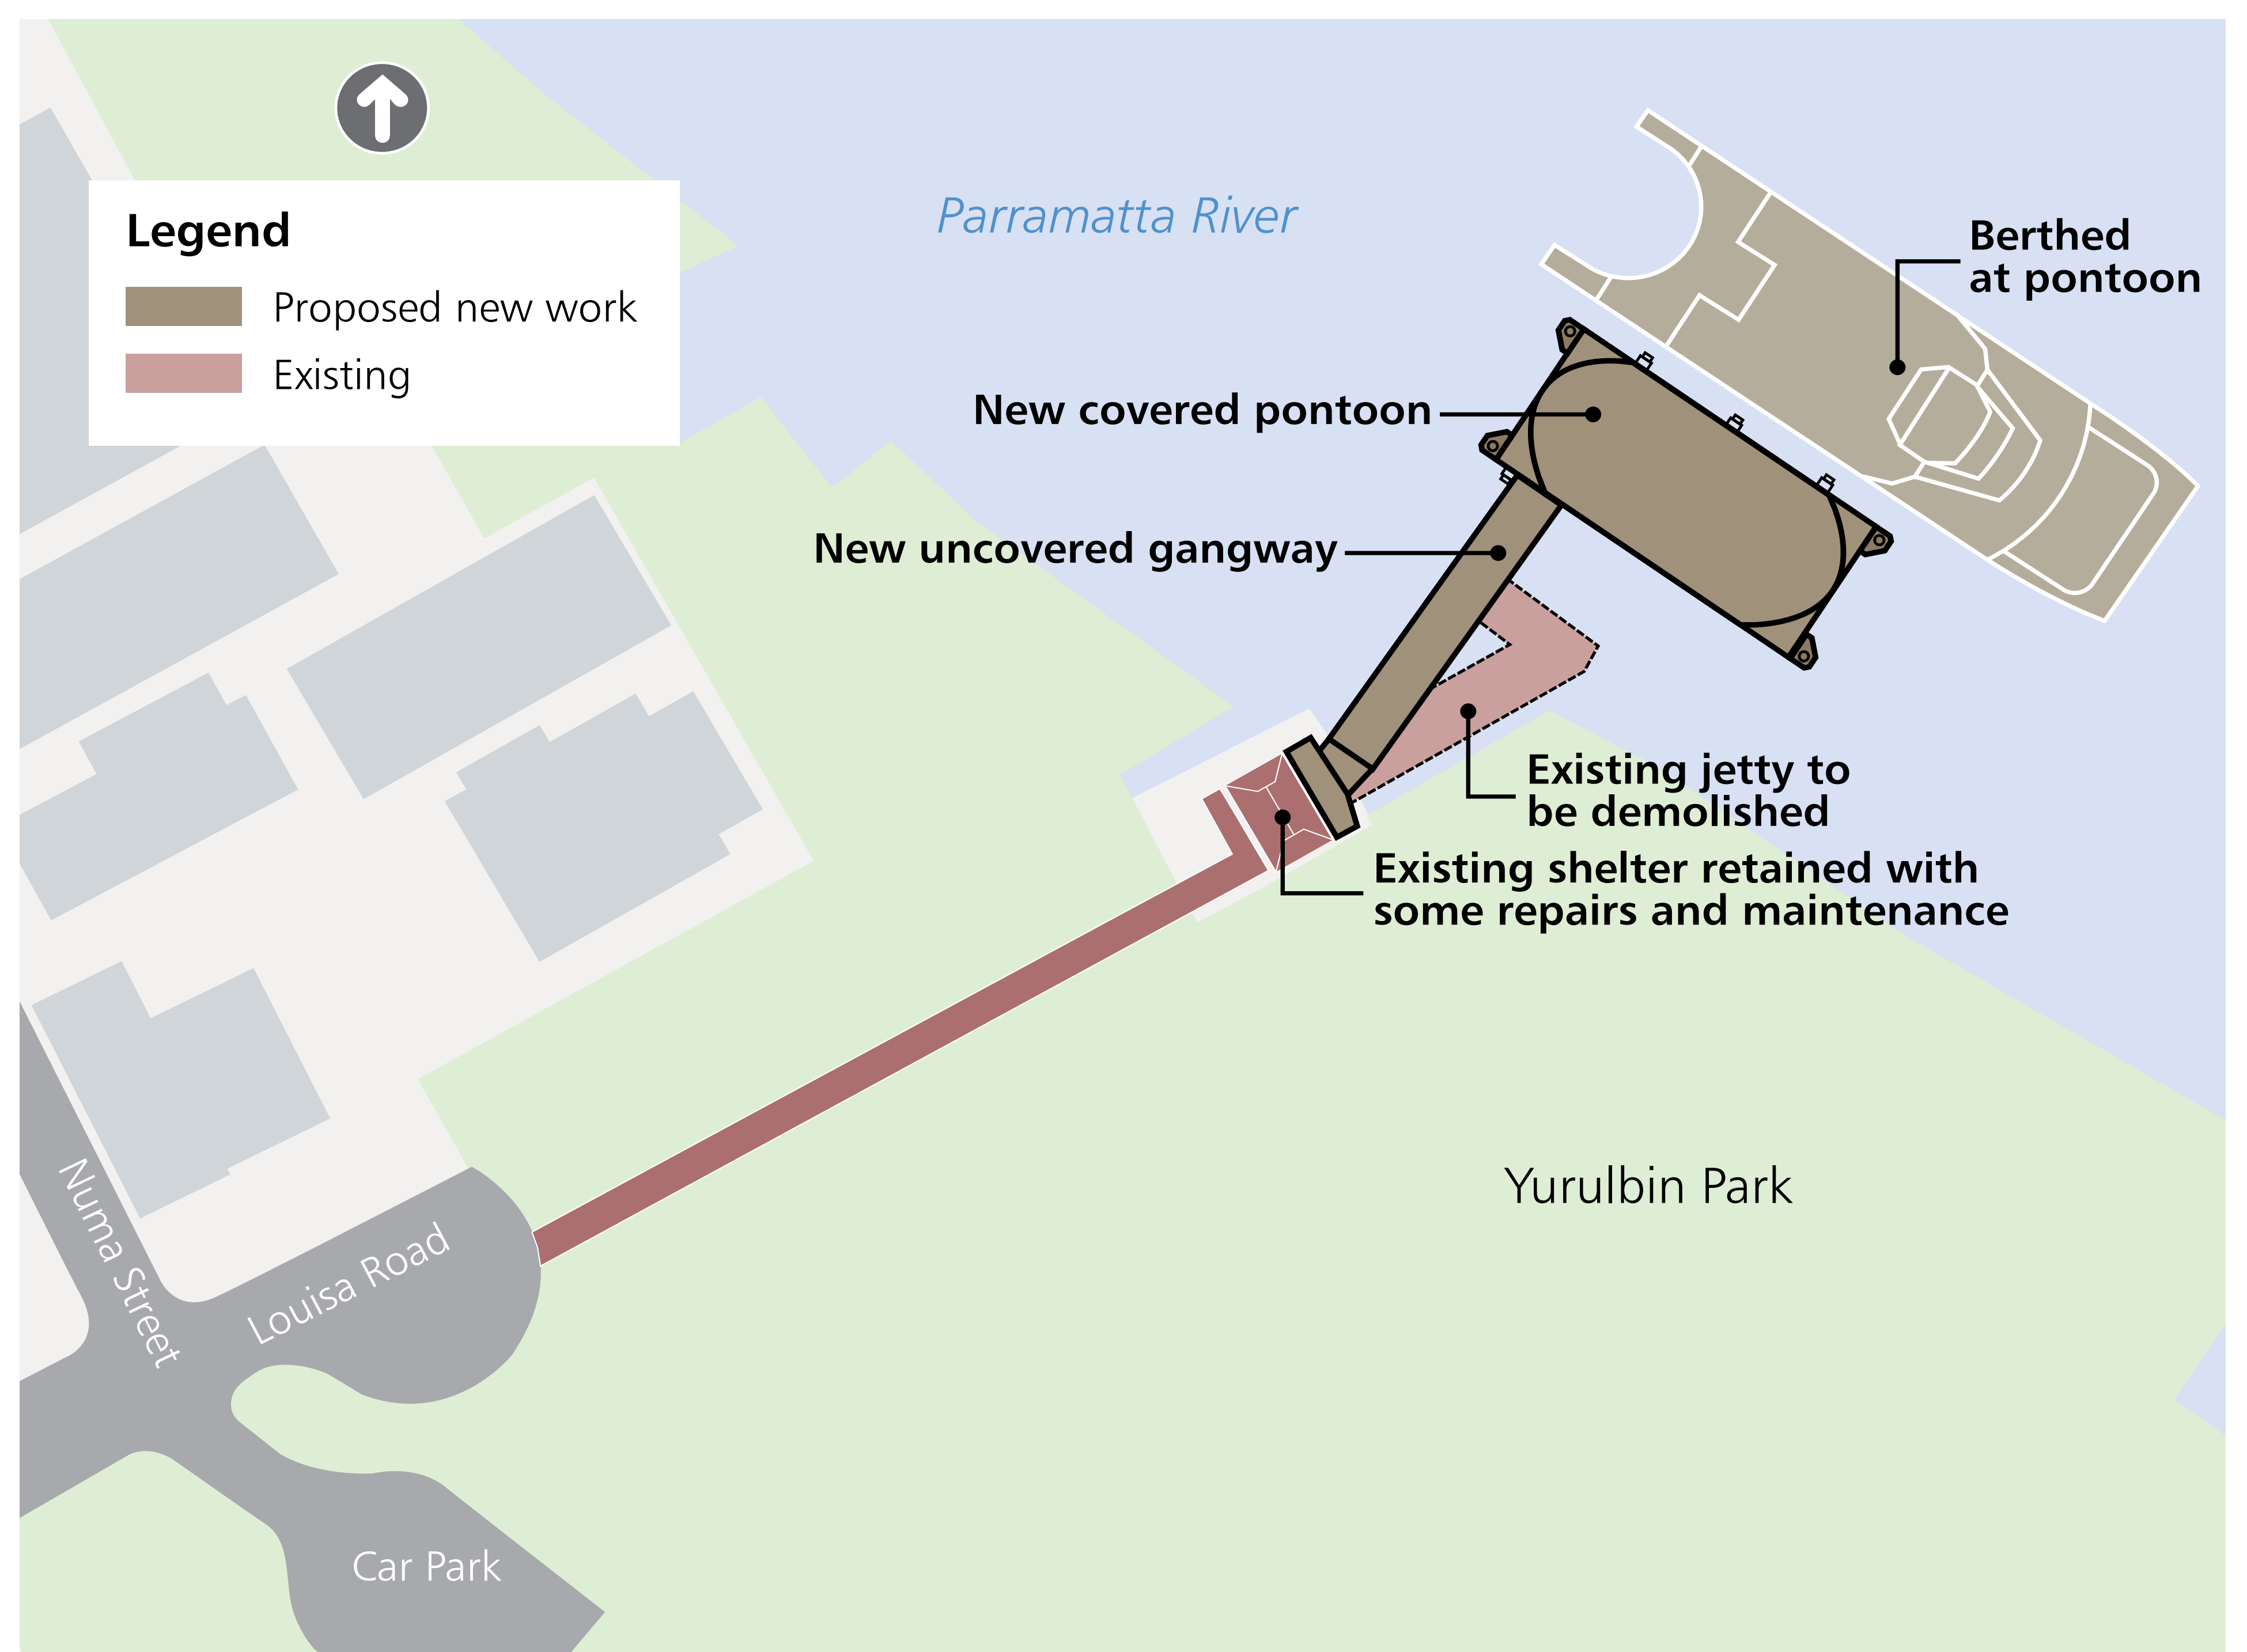 Legend
Proposed new work
Existing
Parramatta River
Berthed
at pontoon
New covered pontoon
New uncovered gangway
Existing jetty to
be demolished
Existing shelter retained with
some repairs and maintenance
Yurulbin Park
Numa Street
Louisa Road
Car Park